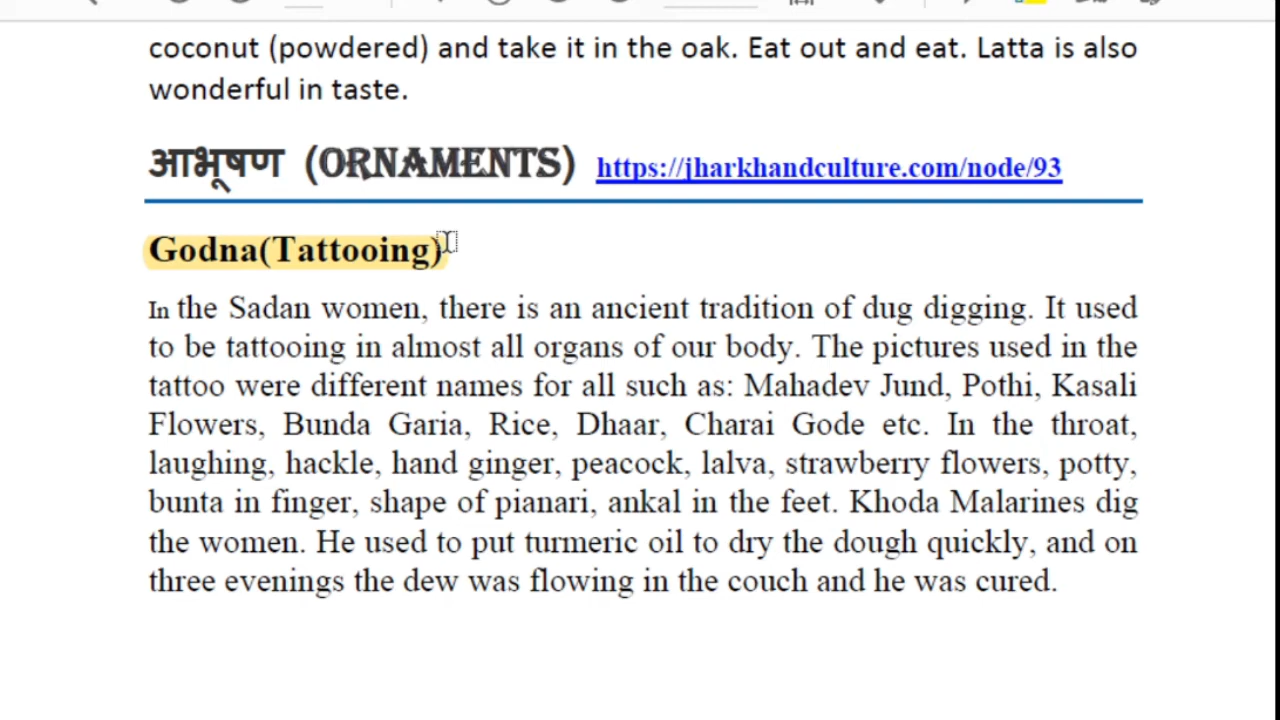 coconut (powdered) and take it in the oak. Eat out and eat. Latta is also
wonderful in taste.
आभूषण (ORNAMENTS) https://jharkhandculture.com/node/93
Godna(Tattooing)
In the Sadan women, there is an ancient tradition of dug digging. It used
to be tattooing in almost all organs of our body. The pictures used in the
tattoo were different names for all such as: Mahadev Jund, Pothi, Kasali
Flowers, Bunda Garia, Rice, Dhaar, Charai Gode etc. In the throat,
laughing, hackle, hand ginger, peacock, lalva, strawberry flowers, potty,
bunta in finger, shape of pianari, ankal in the feet. Khoda Malarines dig
the women. He used to put turmeric oil to dry the dough quickly, and on
three evenings the dew was flowing in the couch and he was cured.